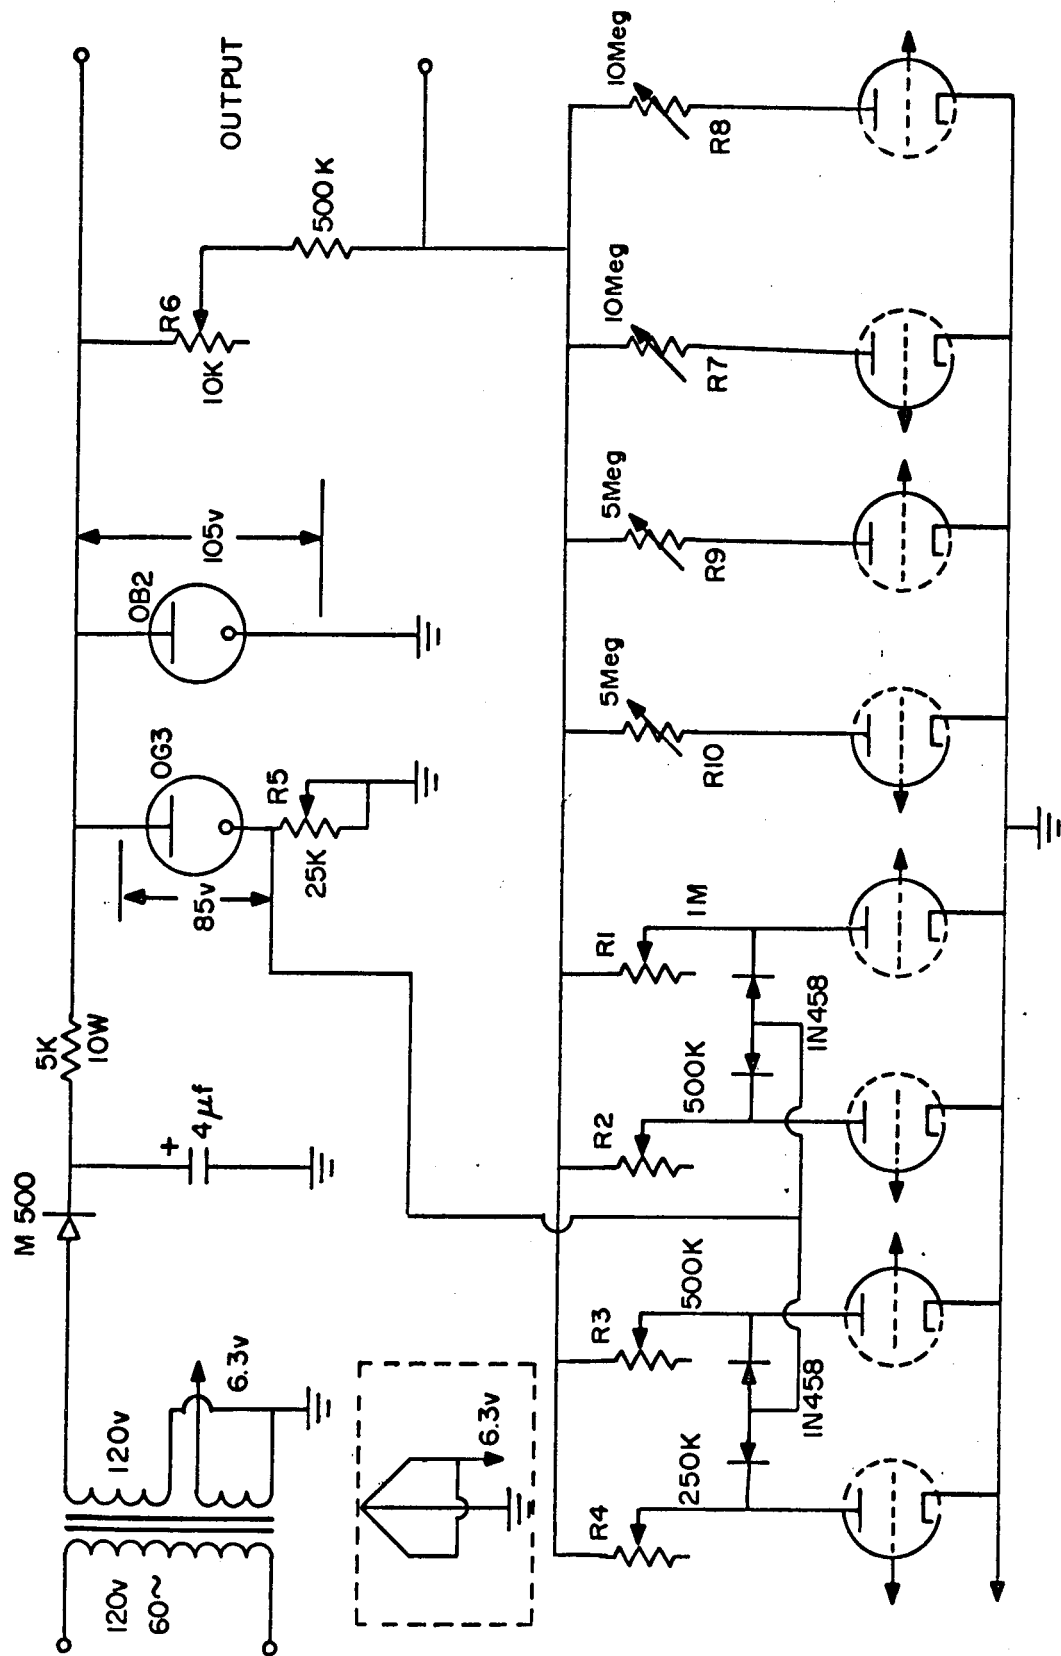 120v
60~
120v
6.3v
M 500
+
4µf
5K
10W
85v
OG3
R5
25K
OB2
105v
R6
10K
500K
OUTPUT
6.3v
R4
250K
R3
500K
R2
500K
R1
1M
IN458
IN458
R10
5Meg
R9
5Meg
R7
10Meg
R8
10Meg